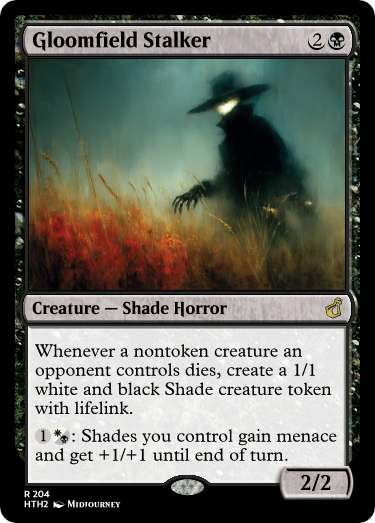 Gloomfield Stalker 2
Creature — Shade Horror
Whenever a nontoken creature an
opponent controls dies, create a 1/1
white and black Shade creature token
with lifelink.
1 : Shades you control gain menace
and get +1/+1 until end of turn.
2/2
R 204
HTH2 Midjourney